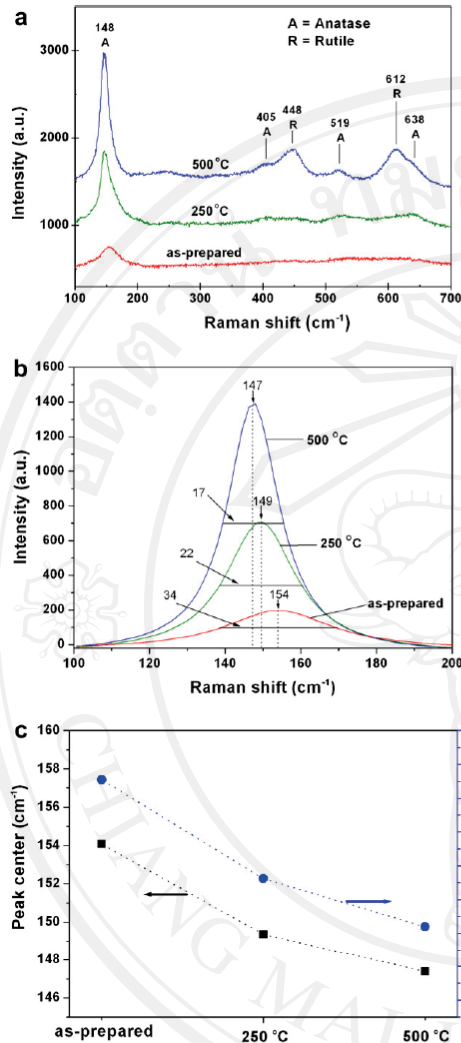 a
148
A
A = Anatase
R = Rutile
405
A
448
R
519
A
612
R
638
A
500 °C
250 °C
as-prepared
Intensity (a.u.)
3000
2000
1000
100 200 300 400 500 600 700
Raman shift (cm⁻¹)
b
147
149
154
17
22
34
500 °C
250 °C
as-prepared
Intensity (a.u.)
1600
1400
1200
1000
800
600
400
200
0
100 120 140 160 180 200
Raman shift (cm⁻¹)
c
Peak center (cm⁻¹)
160
158
156
154
152
150
148
146
as-prepared 250 °C 500 °C
CHIANG MAI